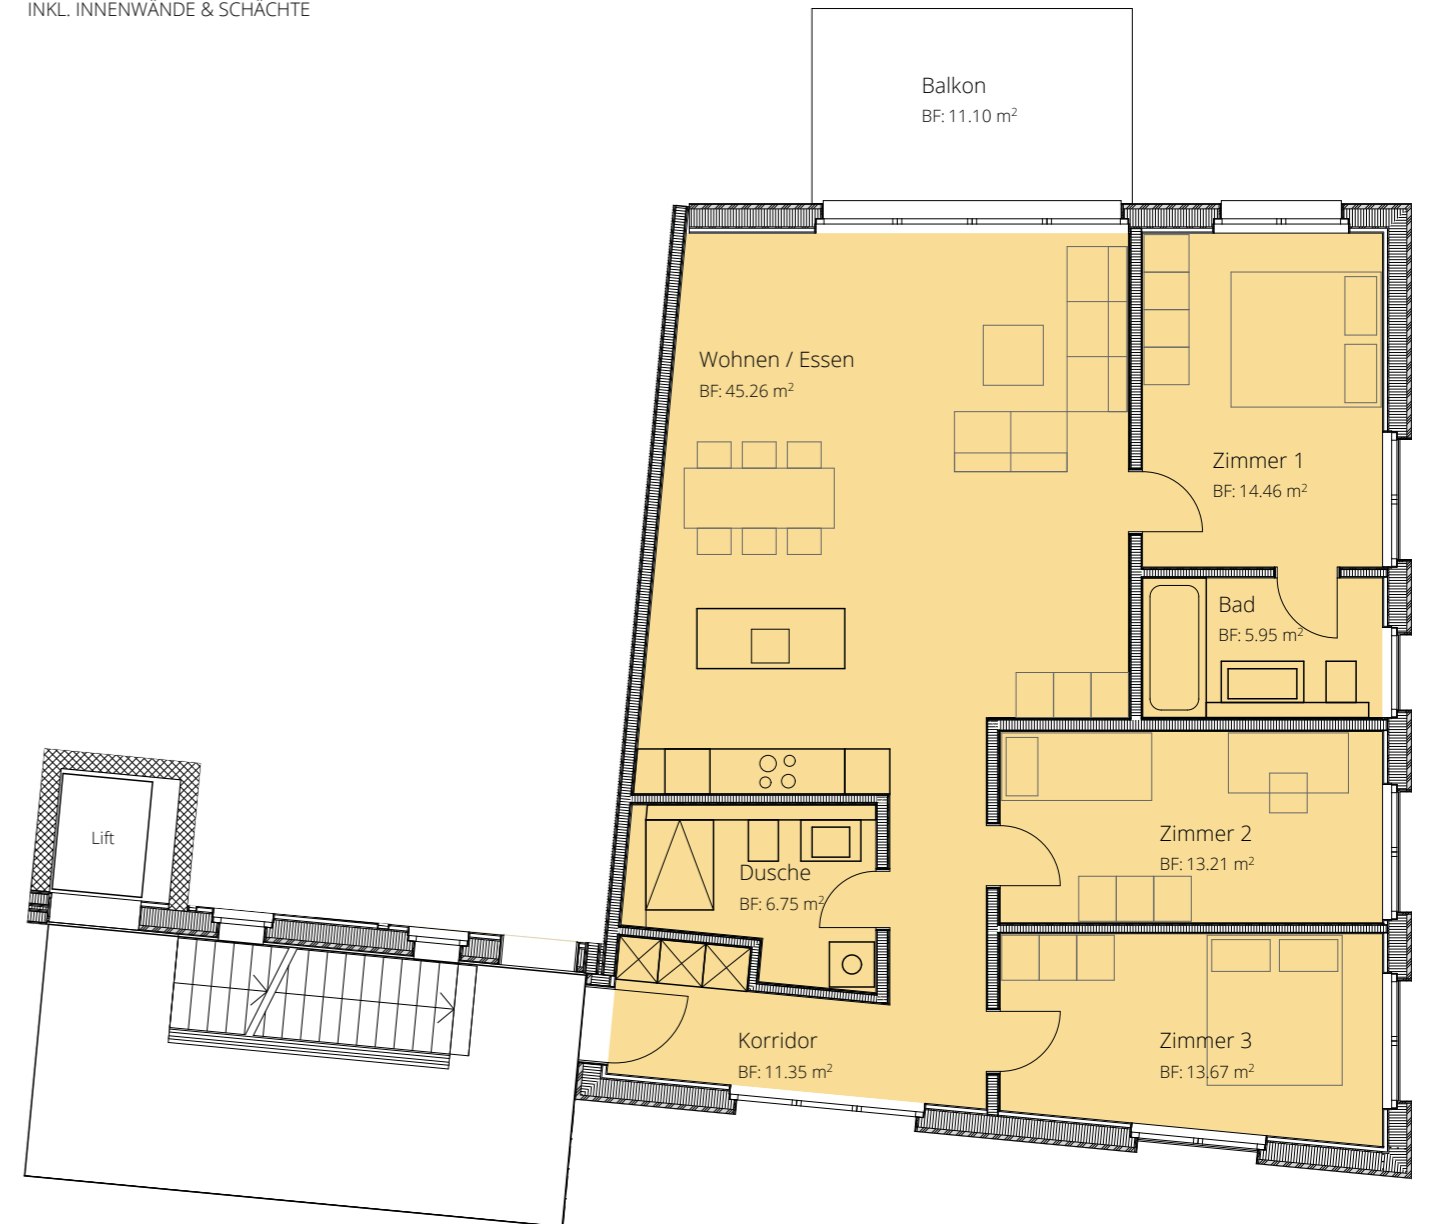 INKL. INNENWÄNDE & SCHÄCHTE
Balkon
BF: 11.10 m²
Wohnen / Essen
BF: 45.26 m²
Zimmer 1
BF: 14.46 m²
Bad
BF: 5.95 m²
Zimmer 2
BF: 13.21 m²
Lift
Dusche
BF: 6.75 m²
Korridor
BF: 11.35 m²
Zimmer 3
BF: 13.67 m²